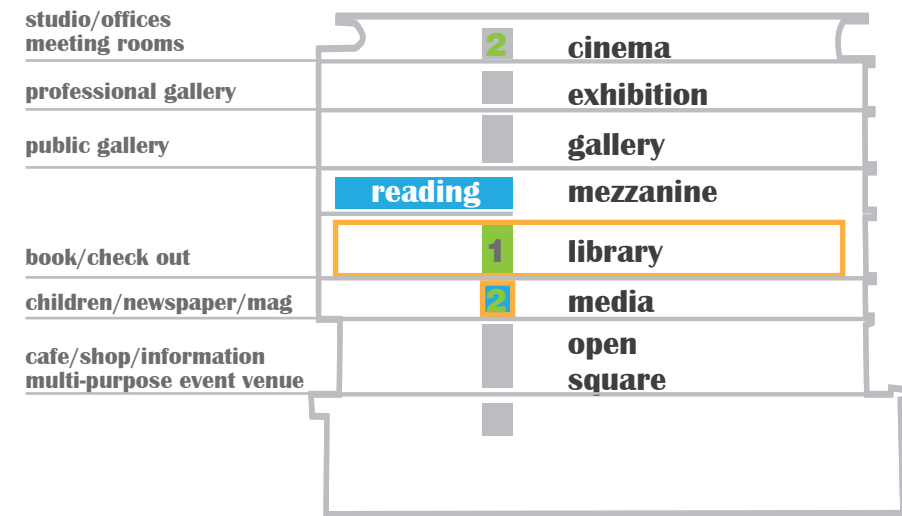 studio/offices
meeting rooms
2
cinema
professional gallery
exhibition
public gallery
gallery
reading
mezzanine
book/check out
1
library
children/newspaper/mag
2
media
cafe/shop/information
multi-purpose event venue
open
square